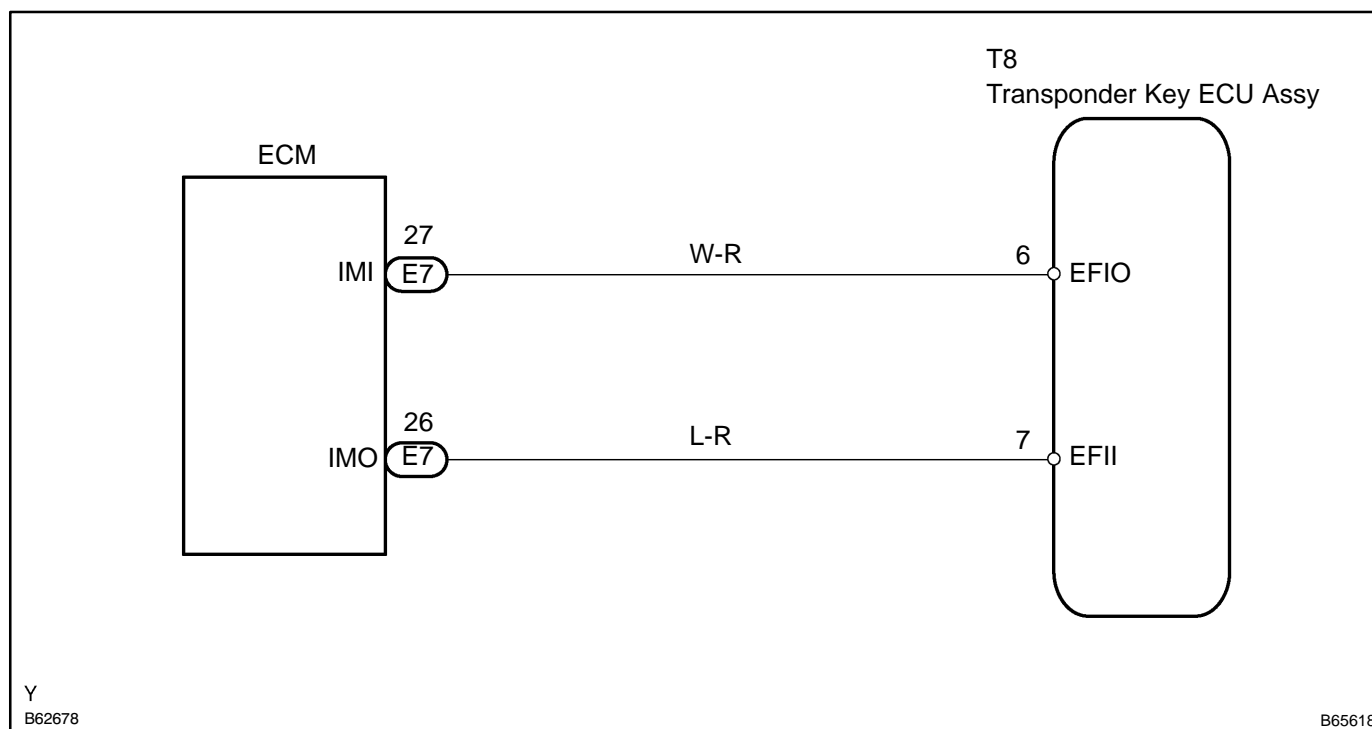 T8
Transponder Key ECU Assy
ECM
27
IMI
E7
W-R
6
EFIO
26
IMO
E7
L-R
7
EFII
Y
B62678
B65618